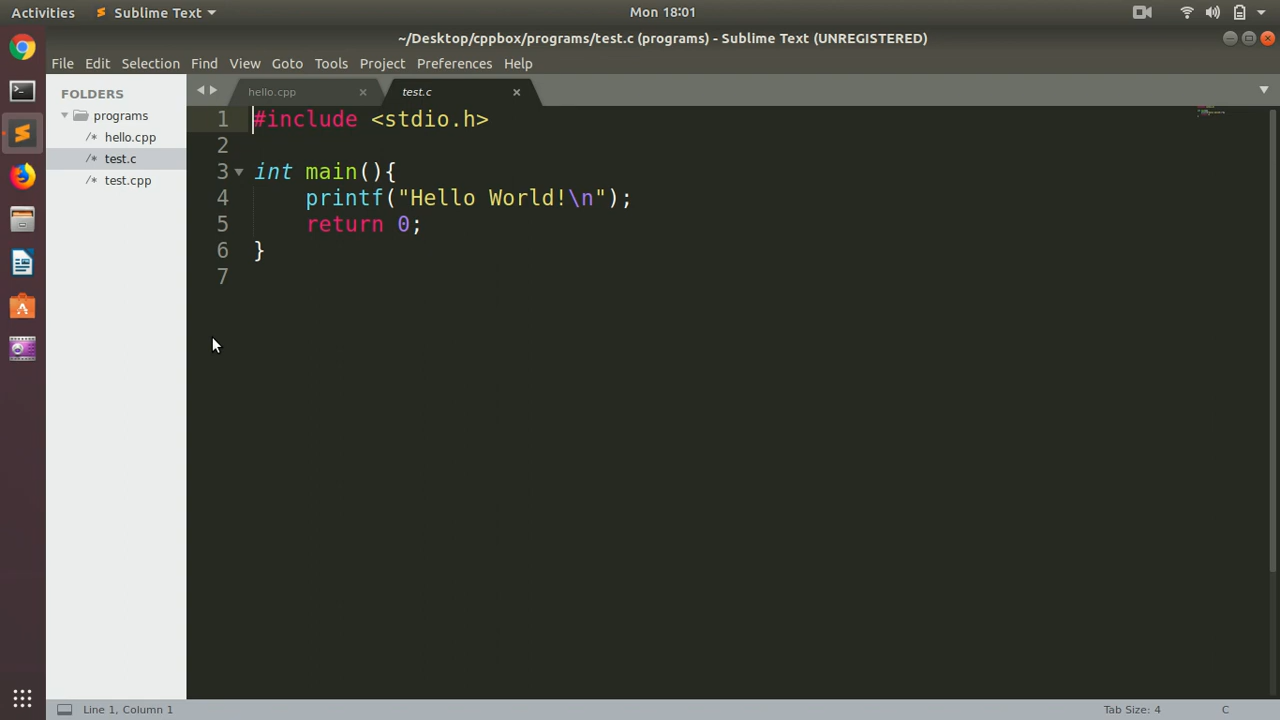 Activities Sublime Text Mon 18:01
~/Desktop/cppbox/programs/test.c (programs) - Sublime Text (UNREGISTERED)
File Edit Selection Find View Goto Tools Project Preferences Help
FOLDERS
programs
/* hello.cpp
/* test.c
/* test.cpp
hello.cpp × test.c ×
1 #include <stdio.h>
2
3 int main(){
4 printf("Hello World!\n");
5 return 0;
6 }
7
Line 1, Column 1 Tab Size: 4 C